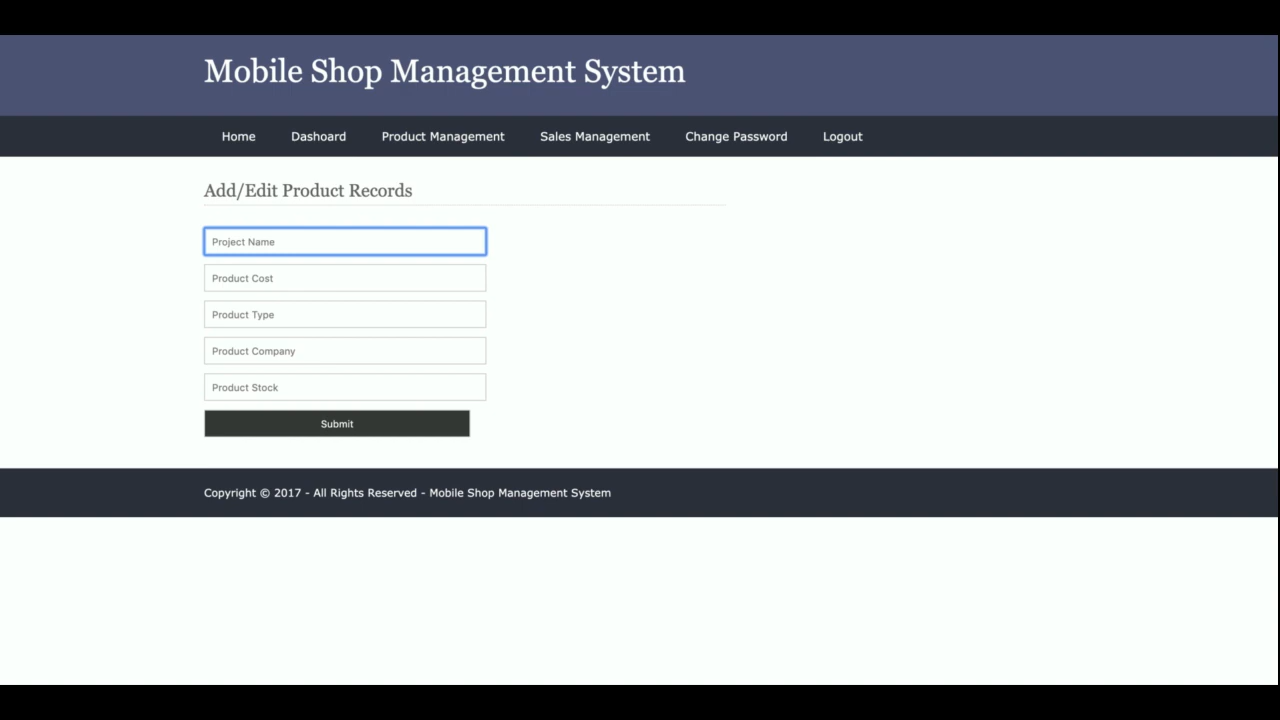 Mobile Shop Management System
Home Dashoard Product Management Sales Management Change Password Logout
Add/Edit Product Records
Project Name
Product Cost
Product Type
Product Company
Product Stock
Submit
Copyright © 2017 - All Rights Reserved - Mobile Shop Management System